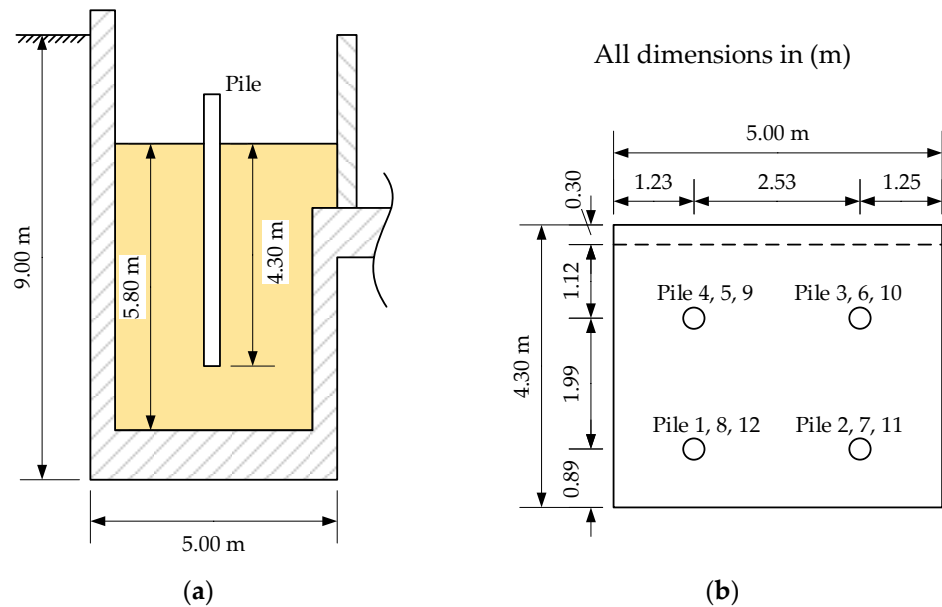 Pile
9.00 m
5.80 m
4.30 m
5.00 m
(a)
All dimensions in (m)
5.00 m
1.23
2.53
1.25
0.30
1.12
4.30 m
1.99
0.89
Pile 4, 5, 9
Pile 3, 6, 10
Pile 1, 8, 12
Pile 2, 7, 11
(b)